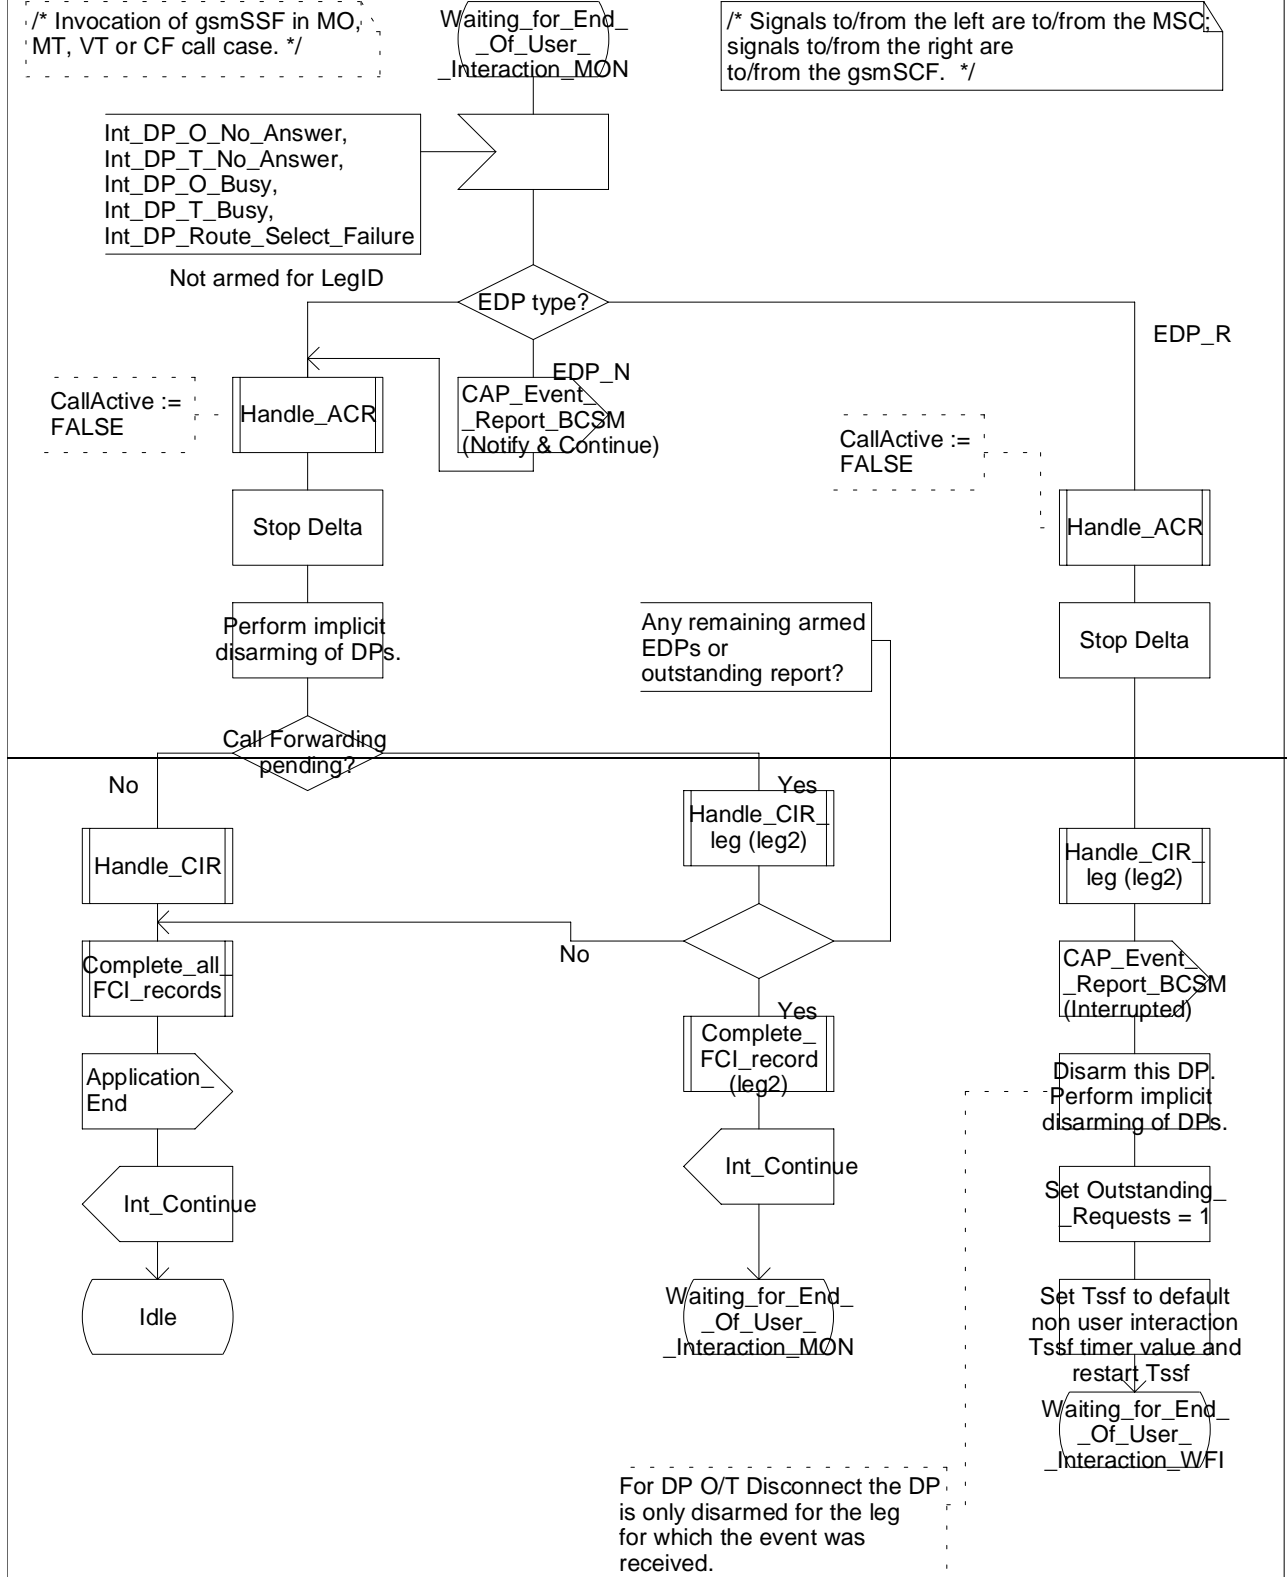 /* Invocation of gsmSSF in MO,
MT, VT or CF call case. */
Waiting_for_End_
_Of_User_
_Interaction_MON
/* Signals to/from the left are to/from the MSC;
signals to/from the right are
to/from the gsmSCF.  */
Int_DP_O_No_Answer,
Int_DP_T_No_Answer,
Int_DP_O_Busy,
Int_DP_T_Busy,
Int_DP_Route_Select_Failure
Not armed for LegID
EDP type?
EDP_R
EDP_N
CallActive :=
FALSE
Handle_ACR
CAP_Event_
_Report_BCSM
(Notify & Continue)
CallActive :=
FALSE
Handle_ACR
Stop Delta
Perform implicit
disarming of DPs.
Any remaining armed
EDPs or
outstanding report?
Stop Delta
Call Forwarding
pending?
No
Yes
Handle_CIR_
leg (leg2)
Handle_CIR
Handle_CIR_
leg (leg2)
No
Complete_all_
FCI_records
CAP_Event_
_Report_BCSM
(Interrupted)
Yes
Complete_
FCI_record
(leg2)
Application_
End
Disarm this DP.
Perform implicit
disarming of DPs.
Int_Continue
Int_Continue
Set Outstanding_
_Requests = 1
Idle
Waiting_for_End_
_Of_User_
_Interaction_MON
Set Tssf to default
non user interaction
Tssf timer value and
restart Tssf
Waiting_for_End_
_Of_User_
_Interaction_WFI
For DP O/T Disconnect the DP
is only disarmed for the leg
for which the event was
received.